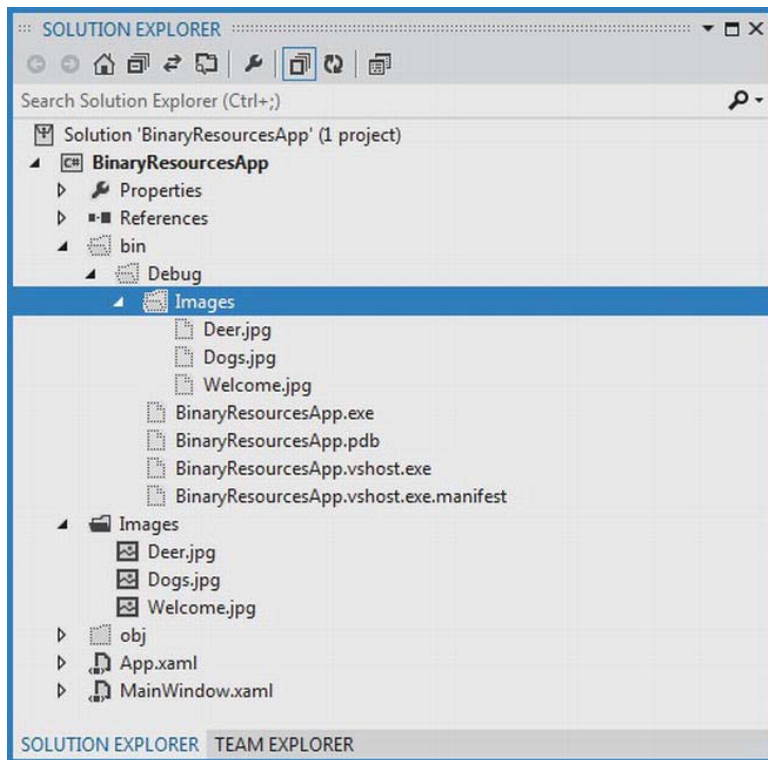 SOLUTION EXPLORER
Search Solution Explorer (Ctrl+;)
Solution 'BinaryResourcesApp' (1 project)
C# BinaryResourcesApp
Properties
References
bin
Debug
Images
Deer.jpg
Dogs.jpg
Welcome.jpg
BinaryResourcesApp.exe
BinaryResourcesApp.pdb
BinaryResourcesApp.vshost.exe
BinaryResourcesApp.vshost.exe.manifest
Images
Deer.jpg
Dogs.jpg
Welcome.jpg
obj
App.xaml
MainWindow.xaml
SOLUTION EXPLORER TEAM EXPLORER